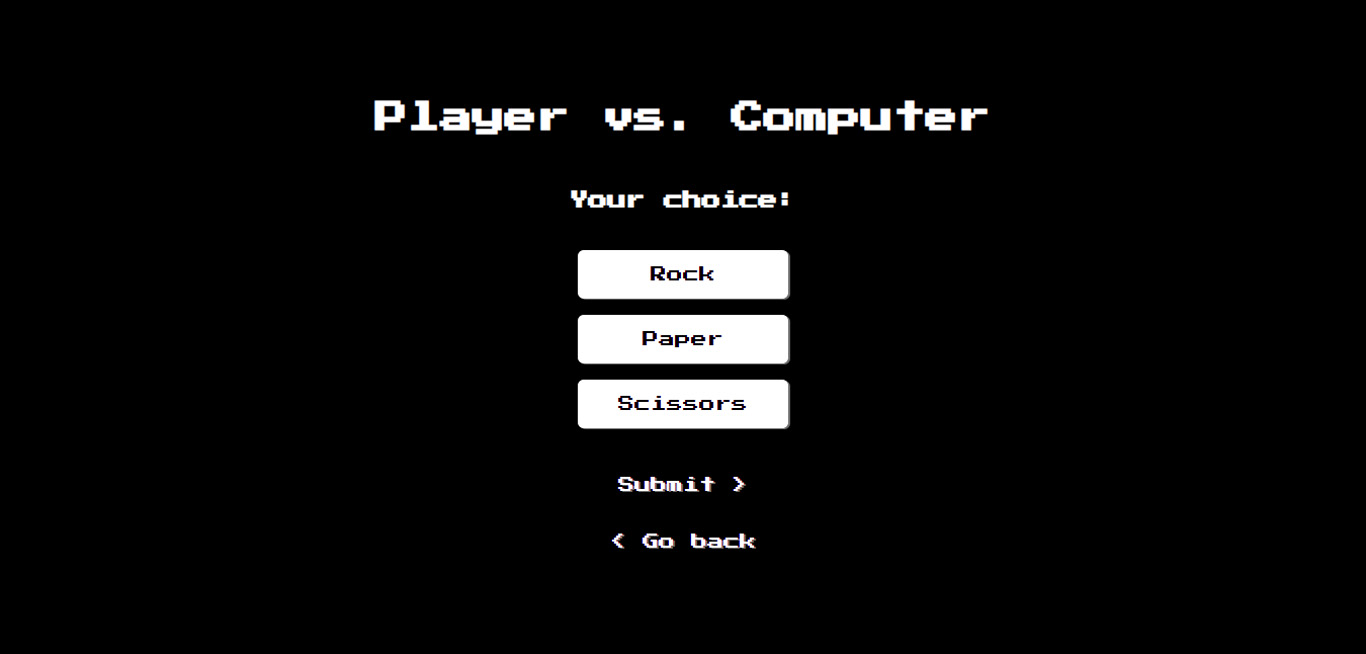 Player vs. Computer
Your choice:
Rock
Paper
Scissors
Submit >
< Go back